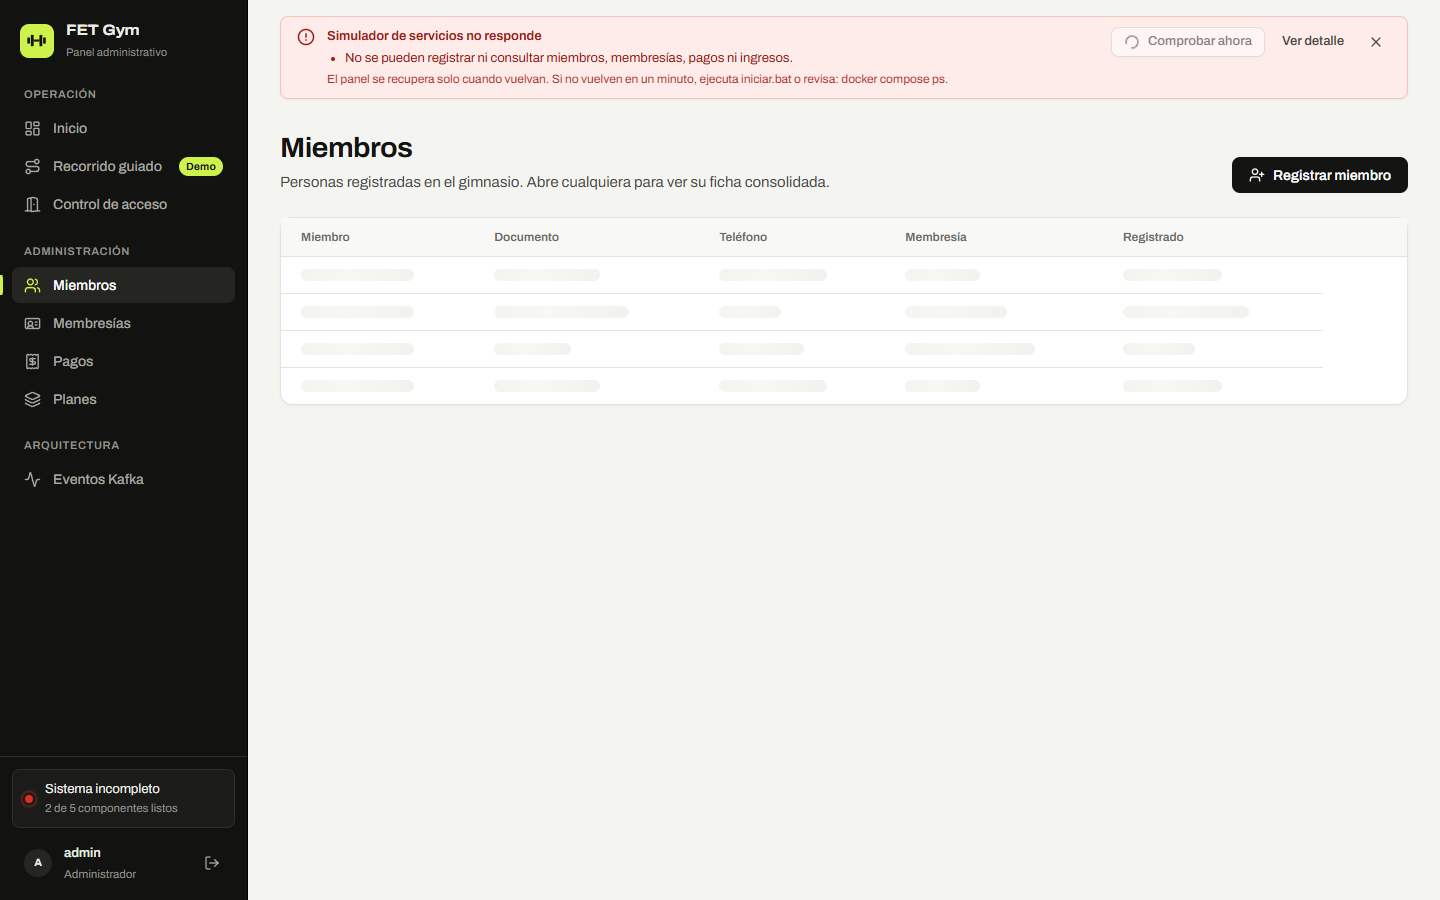 FET Gym
Panel administrativo
OPERACIÓN
Inicio
Recorrido guiado Demo
Control de acceso
ADMINISTRACIÓN
Miembros
Membresías
Pagos
Planes
ARQUITECTURA
Eventos Kafka
Sistema incompleto
2 de 5 componentes listos
A admin
Administrador
Simulador de servicios no responde
• No se pueden registrar ni consultar miembros, membresías, pagos ni ingresos.
El panel se recupera solo cuando vuelvan. Si no vuelven en un minuto, ejecuta iniciar.bat o revisa: docker compose ps.
Comprobar ahora Ver detalle
Miembros
Personas registradas en el gimnasio. Abre cualquiera para ver su ficha consolidada.
Registrar miembro
Miembro Documento Teléfono Membresía Registrado